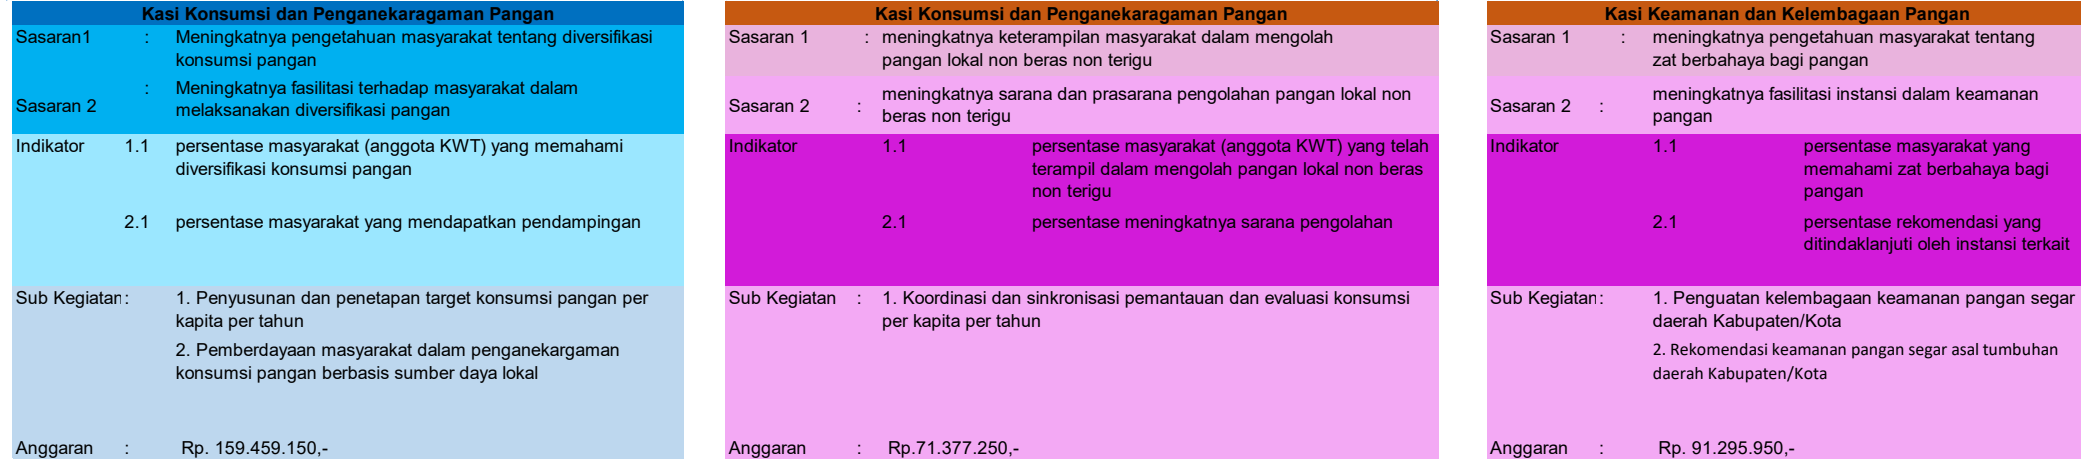 Kasi Konsumsi dan Penganekaragaman Pangan
Sasaran1 : Meningkatnya pengetahuan masyarakat tentang diversifikasi
konsumsi pangan
Sasaran 2 : Meningkatnya fasilitasi terhadap masyarakat dalam
melaksanakan diversifikasi pangan
Indikator 1.1 persentase masyarakat (anggota KWT) yang memahami
diversifikasi konsumsi pangan
2.1 persentase masyarakat yang mendapatkan pendampingan
Sub Kegiatan : 1. Penyusunan dan penetapan target konsumsi pangan per
kapita per tahun
2. Pemberdayaan masyarakat dalam penganekargaman
konsumsi pangan berbasis sumber daya lokal
Anggaran : Rp. 159.459.150,-
Kasi Konsumsi dan Penganekaragaman Pangan
Sasaran 1 : meningkatnya keterampilan masyarakat dalam mengolah
pangan lokal non beras non terigu
Sasaran 2 : meningkatnya sarana dan prasarana pengolahan pangan lokal non
beras non terigu
Indikator 1.1 persentase masyarakat (anggota KWT) yang telah
terampil dalam mengolah pangan lokal non beras
non terigu
2.1 persentase meningkatnya sarana pengolahan
Sub Kegiatan : 1. Koordinasi dan sinkronisasi pemantauan dan evaluasi konsumsi
per kapita per tahun
Anggaran : Rp.71.377.250,-
Kasi Keamanan dan Kelembagaan Pangan
Sasaran 1 : meningkatnya pengetahuan masyarakat tentang
zat berbahaya bagi pangan
Sasaran 2 : meningkatnya fasilitasi instansi dalam keamanan
pangan
Indikator 1.1 persentase masyarakat yang
memahami zat berbahaya bagi
pangan
2.1 persentase rekomendasi yang
ditindaklanjuti oleh instansi terkait
Sub Kegiatan : 1. Penguatan kelembagaan keamanan pangan segar
daerah Kabupaten/Kota
2. Rekomendasi keamanan pangan segar asal tumbuhan
daerah Kabupaten/Kota
Anggaran : Rp. 91.295.950,-